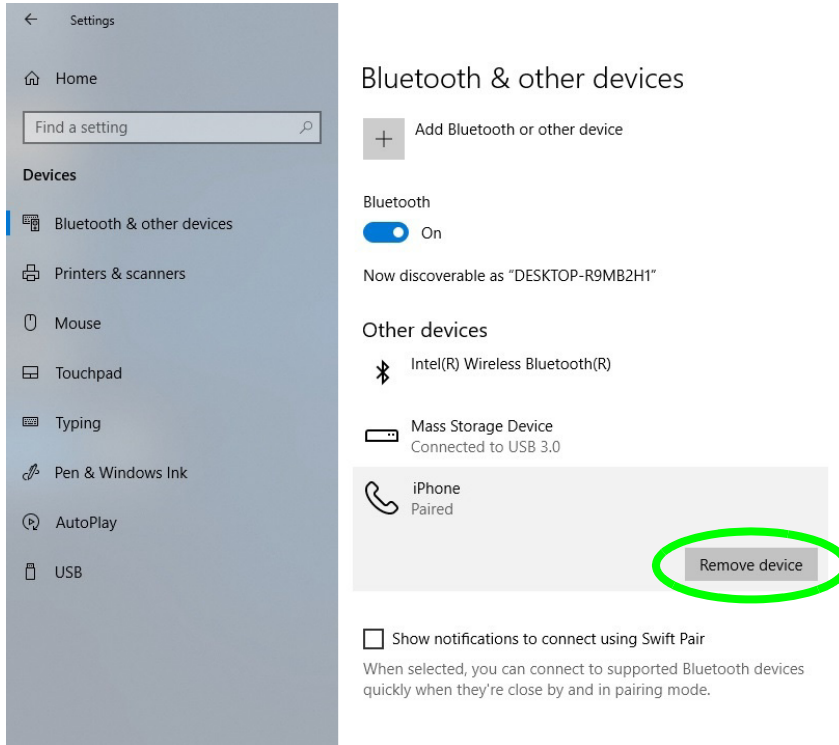 Settings
Home
Find a setting
Devices
Bluetooth & other devices
Printers & scanners
Mouse
Touchpad
Typing
Pen & Windows Ink
AutoPlay
USB
Bluetooth & other devices
Add Bluetooth or other device
Bluetooth
On
Now discoverable as “DESKTOP-R9MB2H1”
Other devices
Intel(R) Wireless Bluetooth(R)
Mass Storage Device
Connected to USB 3.0
iPhone
Paired
Remove device
Show notifications to connect using Swift Pair
When selected, you can connect to supported Bluetooth devices
quickly when they're close by and in pairing mode.